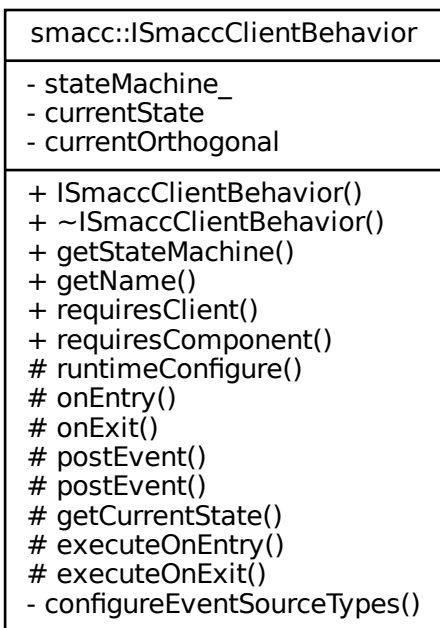 smacc::ISmaccClientBehavior
- stateMachine_
- currentState
- currentOrthogonal
+ ISmaccClientBehavior()
+ ~ISmaccClientBehavior()
+ getStateMachine()
+ getName()
+ requiresClient()
+ requiresComponent()
# runtimeConfigure()
# onEntry()
# onExit()
# postEvent()
# postEvent()
# getCurrentState()
# executeOnEntry()
# executeOnExit()
- configureEventSourceTypes()